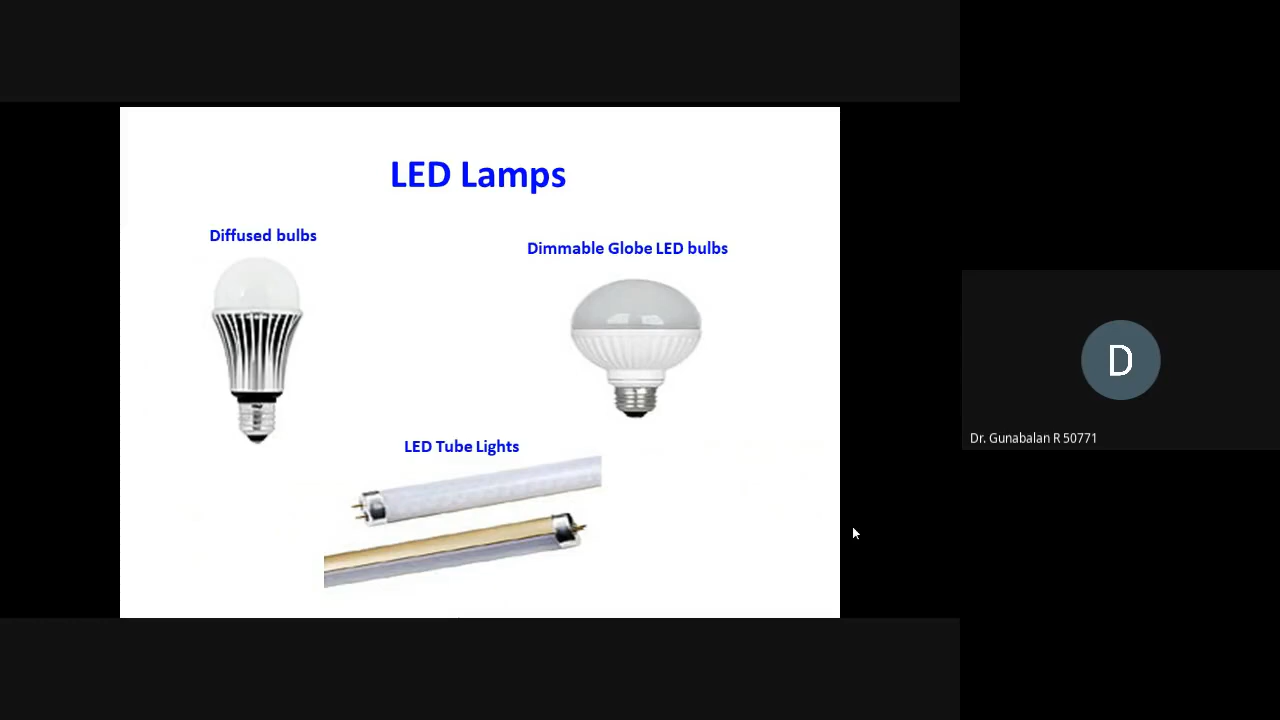 LED Lamps
Diffused bulbs
Dimmable Globe LED bulbs
LED Tube Lights
D
Dr. Gunabalan R 50771